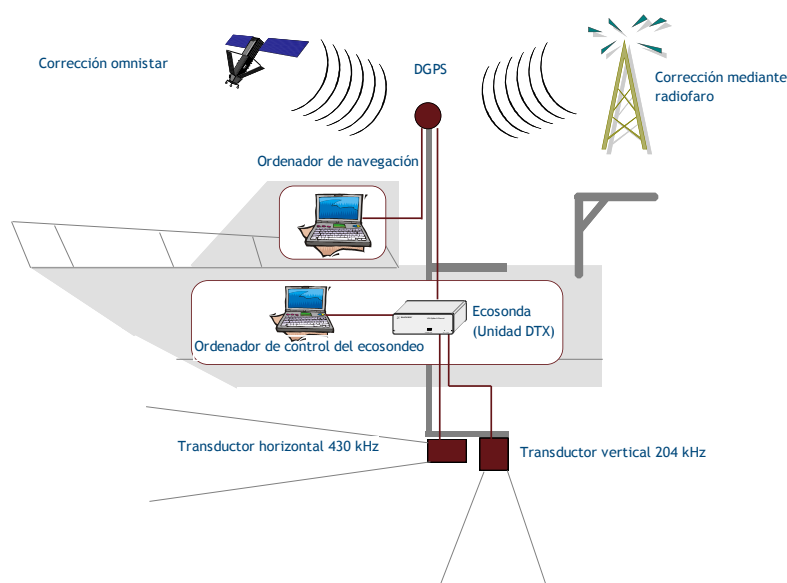 Corrección omnistar
DGPS
Corrección mediante
radiofaro
Ordenador de navegación
Ecosonda
(Unidad DTX)
Ordenador de control del ecosondeo
Transductor horizontal 430 kHz
Transductor vertical 204 kHz